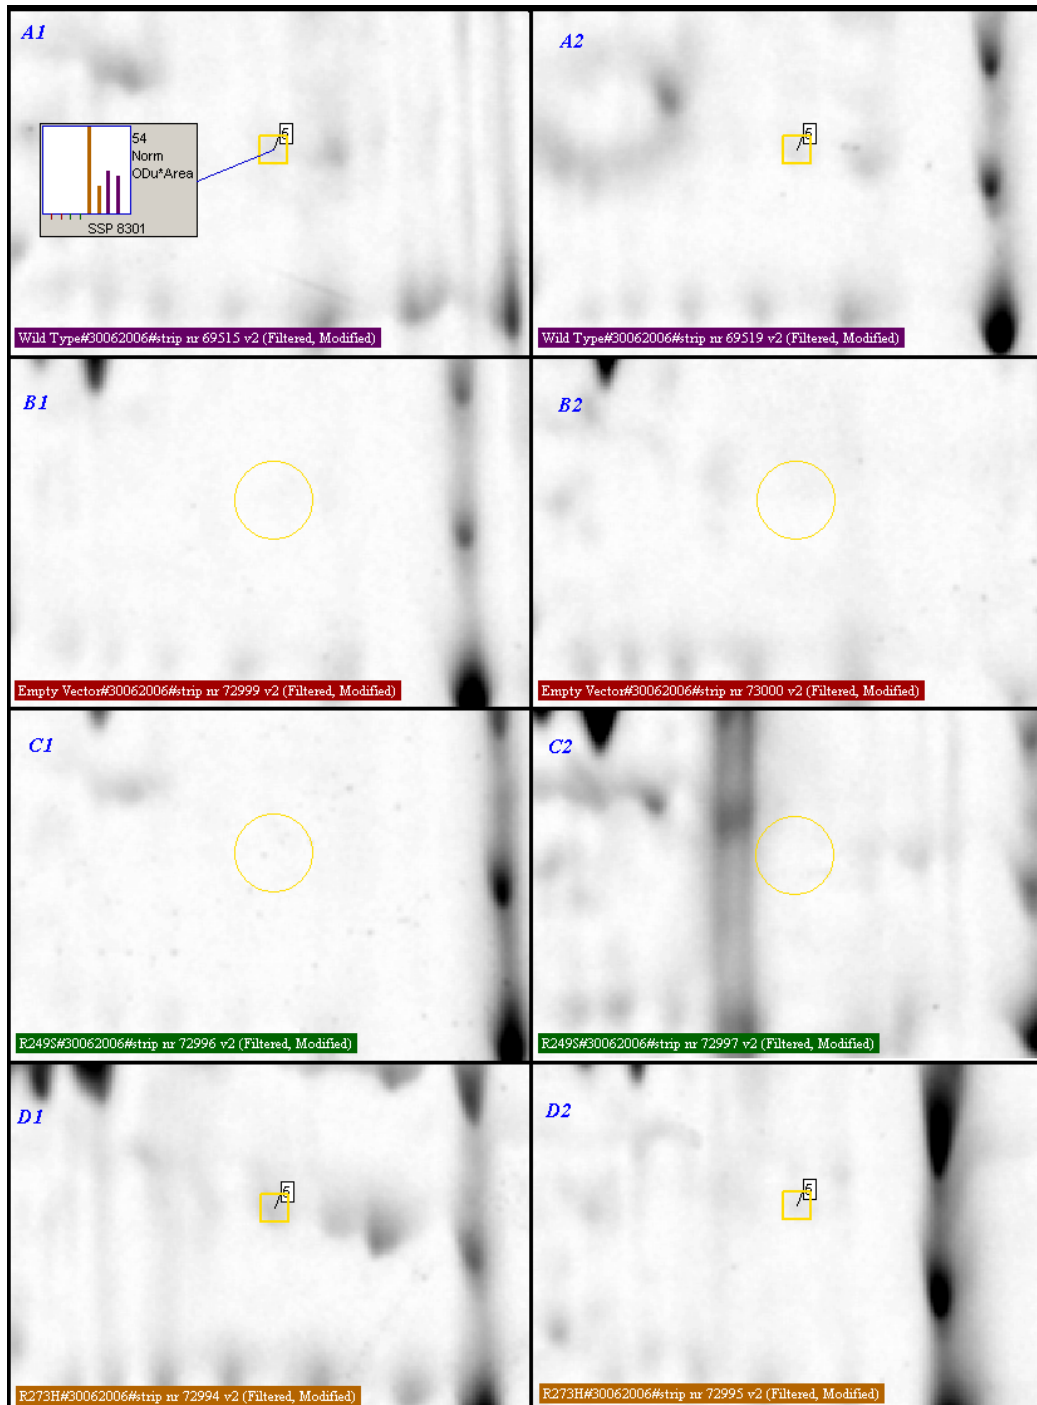 A1
A2
5
5
54
Norm
ODu*Area
SSP 8301
Wild Type#30062006#strip nr 69515 v2 (Filtered, Modified)
Wild Type#30062006#strip nr 69519 v2 (Filtered, Modified)
B1
B2
Empty Vector#30062006#strip nr 72999 v2 (Filtered, Modified)
Empty Vector#30062006#strip nr 73000 v2 (Filtered, Modified)
C1
C2
R249S#30062006#strip nr 72996 v2 (Filtered, Modified)
R249S#30062006#strip nr 72997 v2 (Filtered, Modified)
D1
D2
5
5
R273H#30062006#strip nr 72994 v2 (Filtered, Modified)
R273H#30062006#strip nr 72995 v2 (Filtered, Modified)